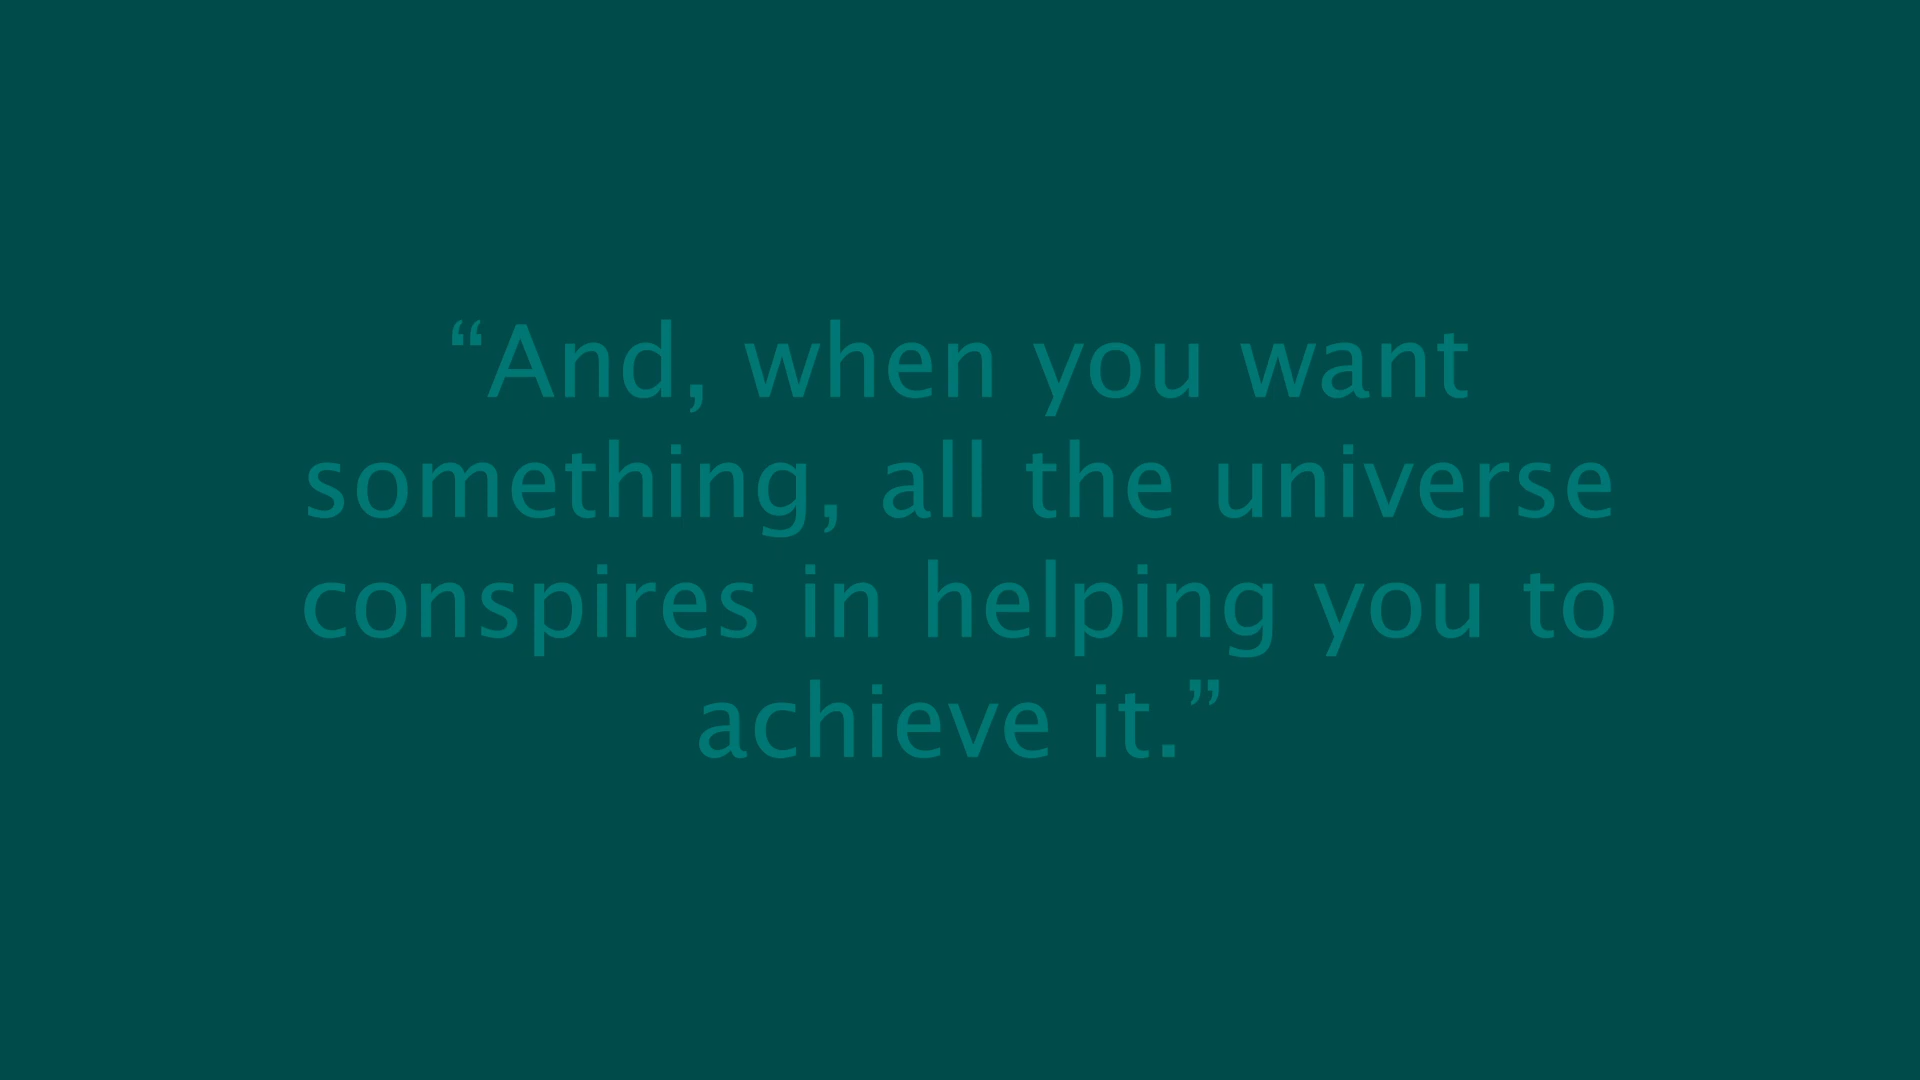 “And, when you want
something, all the universe
conspires in helping you to
achieve it.”